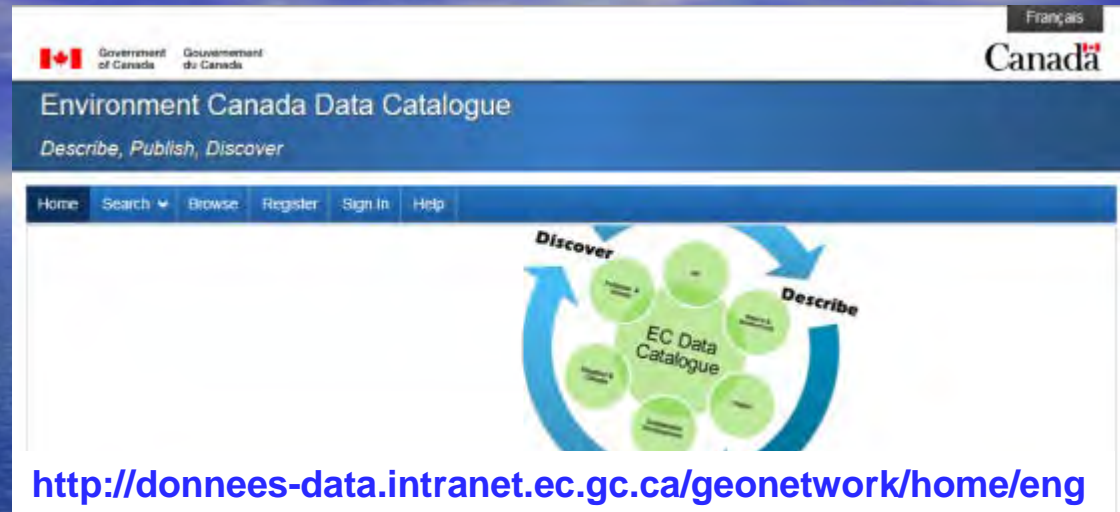 Français
Government of Canada
Gouvernement du Canada
Canada
Environment Canada Data Catalogue
Describe, Publish, Discover
Home Search Browse Register Sign In Help
Discover
Describe
EC Data
Catalogue
http://donnees-data.intranet.ec.gc.ca/geonetwork/home/eng